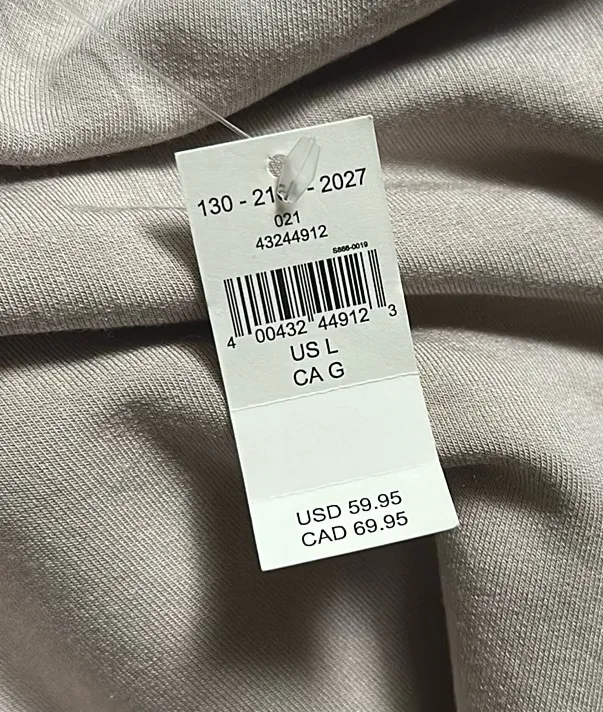 130 - 2027
021
43244912
S866-0019
4 00432 44912 3
US L
CA G
USD 59.95
CAD 69.95